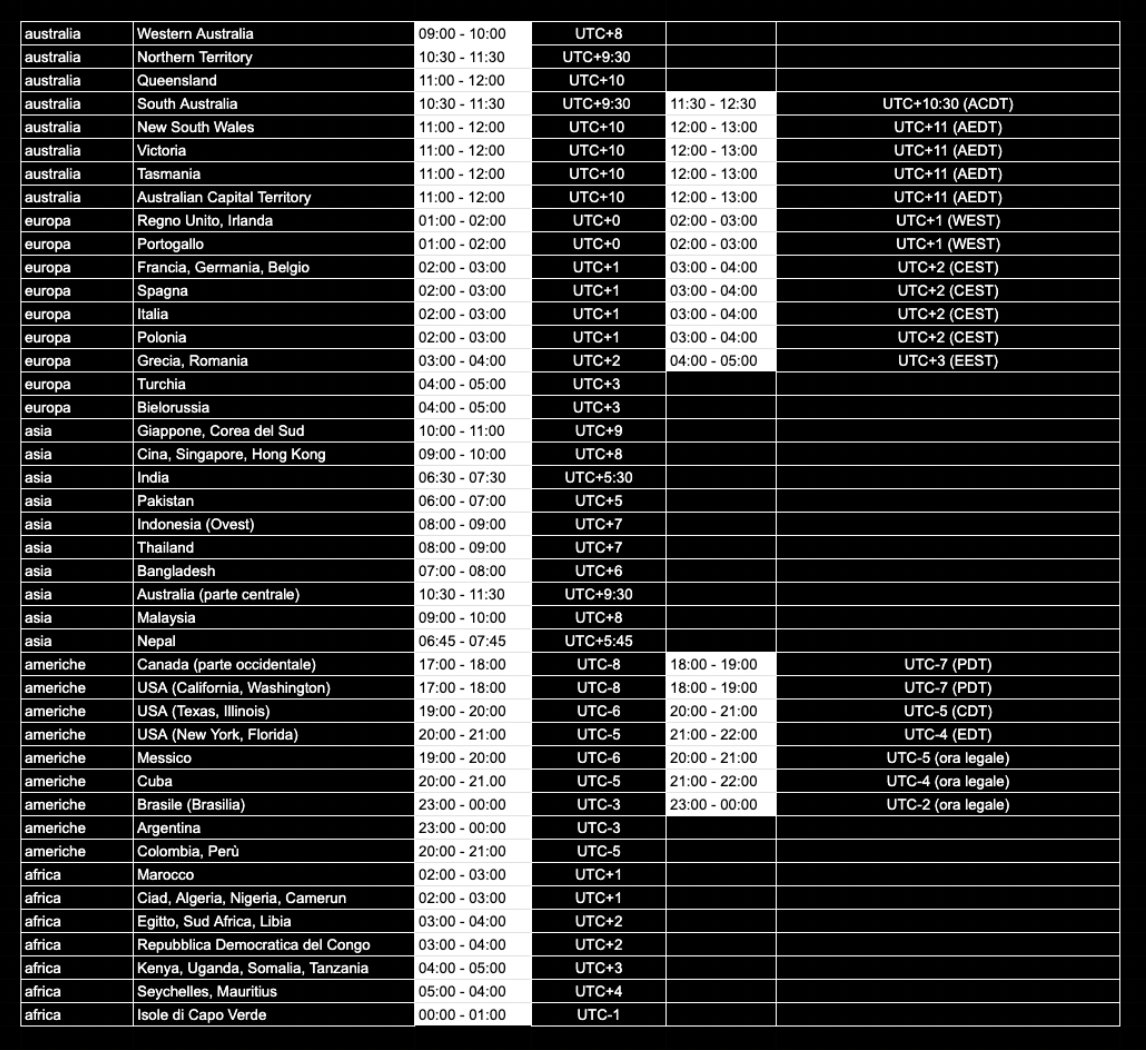 australia Western Australia 09:00 - 10:00 UTC+8
australia Northern Territory 10:30 - 11:30 UTC+9:30
australia Queensland 11:00 - 12:00 UTC+10
australia South Australia 10:30 - 11:30 UTC+9:30 11:30 - 12:30 UTC+10:30 (ACDT)
australia New South Wales 11:00 - 12:00 UTC+10 12:00 - 13:00 UTC+11 (AEDT)
australia Victoria 11:00 - 12:00 UTC+10 12:00 - 13:00 UTC+11 (AEDT)
australia Tasmania 11:00 - 12:00 UTC+10 12:00 - 13:00 UTC+11 (AEDT)
australia Australian Capital Territory 11:00 - 12:00 UTC+10 12:00 - 13:00 UTC+11 (AEDT)
europa Regno Unito, Irlanda 01:00 - 02:00 UTC+0 02:00 - 03:00 UTC+1 (WEST)
europa Portogallo 01:00 - 02:00 UTC+0 02:00 - 03:00 UTC+1 (WEST)
europa Francia, Germania, Belgio 02:00 - 03:00 UTC+1 03:00 - 04:00 UTC+2 (CEST)
europa Spagna 02:00 - 03:00 UTC+1 03:00 - 04:00 UTC+2 (CEST)
europa Italia 02:00 - 03:00 UTC+1 03:00 - 04:00 UTC+2 (CEST)
europa Polonia 02:00 - 03:00 UTC+1 03:00 - 04:00 UTC+2 (CEST)
europa Grecia, Romania 03:00 - 04:00 UTC+2 04:00 - 05:00 UTC+3 (EEST)
europa Turchia 04:00 - 05:00 UTC+3
europa Bielorussia 04:00 - 05:00 UTC+3
asia Giappone, Corea del Sud 10:00 - 11:00 UTC+9
asia Cina, Singapore, Hong Kong 09:00 - 10:00 UTC+8
asia India 06:30 - 07:30 UTC+5:30
asia Pakistan 06:00 - 07:00 UTC+5
asia Indonesia (Ovest) 08:00 - 09:00 UTC+7
asia Thailand 08:00 - 09:00 UTC+7
asia Bangladesh 07:00 - 08:00 UTC+6
asia Australia (parte centrale) 10:30 - 11:30 UTC+9:30
asia Malaysia 09:00 - 10:00 UTC+8
asia Nepal 06:45 - 07:45 UTC+5:45
americhe Canada (parte occidentale) 17:00 - 18:00 UTC-8 18:00 - 19:00 UTC-7 (PDT)
americhe USA (California, Washington) 17:00 - 18:00 UTC-8 18:00 - 19:00 UTC-7 (PDT)
americhe USA (Texas, Illinois) 19:00 - 20:00 UTC-6 20:00 - 21:00 UTC-5 (CDT)
americhe USA (New York, Florida) 20:00 - 21:00 UTC-5 21:00 - 22:00 UTC-4 (EDT)
americhe Messico 19:00 - 20:00 UTC-6 20:00 - 21:00 UTC-5 (ora legale)
americhe Cuba 20:00 - 21.00 UTC-5 21:00 - 22:00 UTC-4 (ora legale)
americhe Brasile (Brasilia) 23:00 - 00:00 UTC-3 23:00 - 00:00 UTC-2 (ora legale)
americhe Argentina 23:00 - 00:00 UTC-3
americhe Colombia, Perù 20:00 - 21:00 UTC-5
africa Marocco 02:00 - 03:00 UTC+1
africa Ciad, Algeria, Nigeria, Camerun 02:00 - 03:00 UTC+1
africa Egitto, Sud Africa, Libia 03:00 - 04:00 UTC+2
africa Repubblica Democratica del Congo 03:00 - 04:00 UTC+2
africa Kenya, Uganda, Somalia, Tanzania 04:00 - 05:00 UTC+3
africa Seychelles, Mauritius 05:00 - 04:00 UTC+4
africa Isole di Capo Verde 00:00 - 01:00 UTC-1